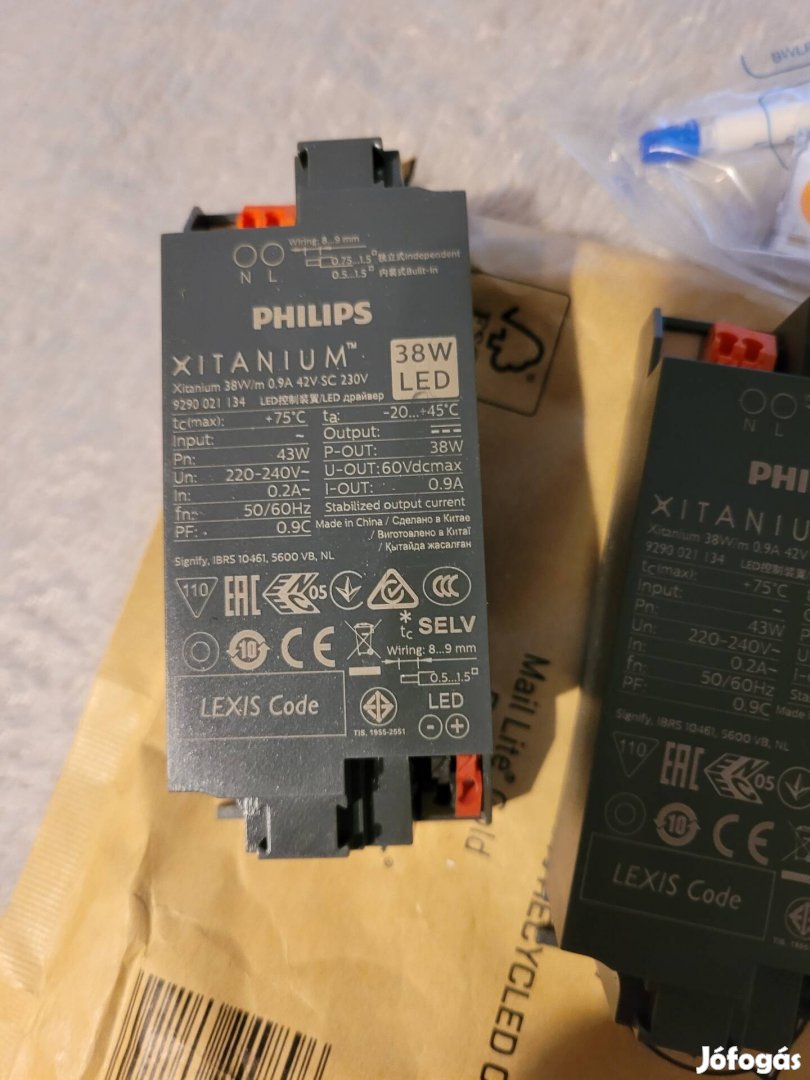 Wiring: 8...9 mm
0.75...1.5 独立式Independent
0.5...1.5 内装式Built-in
N L
PHILIPS
XITANIUM™
38W
LED
Xitanium 38W/m 0.9A 42V SC 230V
9290 021 134 LED控制装置/LED драйвер
tc(max): +75°C
ta: -20...+45°C
Input: ~
Output:
Pn: 43W
P-OUT: 38W
Un: 220-240V~
U-OUT: 60Vdcmax
In: 0.2A~
I-OUT: 0.9A
fn: 50/60Hz
Stabilized output current
PF: 0.9C
Made in China / Сделано в Китае
/ Виготовлено в Китаї
/ Қытайда жасалған
Signify, IBRS 10461, 5600 VB, NL
110 EAC 05 CCC
10 CE * tc SELV
Wiring: 8...9 mm
0.5...1.5
LEXIS Code
TIS, 1955-2551
LED
- +
N L
PHI
XITANIU
Xitanium 38W/m 0.9A 42V
9290 021 134 LED控制装置
tc(max): +75°C
Input: ~
Pn: 43W
Un: 220-240V~
In: 0.2A~
fn: 50/60Hz
PF: 0.9C Made
Signify, IBRS 10461, 5600 VB, NL
110 EAC 05
10 CE
LEXIS Code
TIS, 19
Mail Lite
ld
RECYCLED
Jófogás